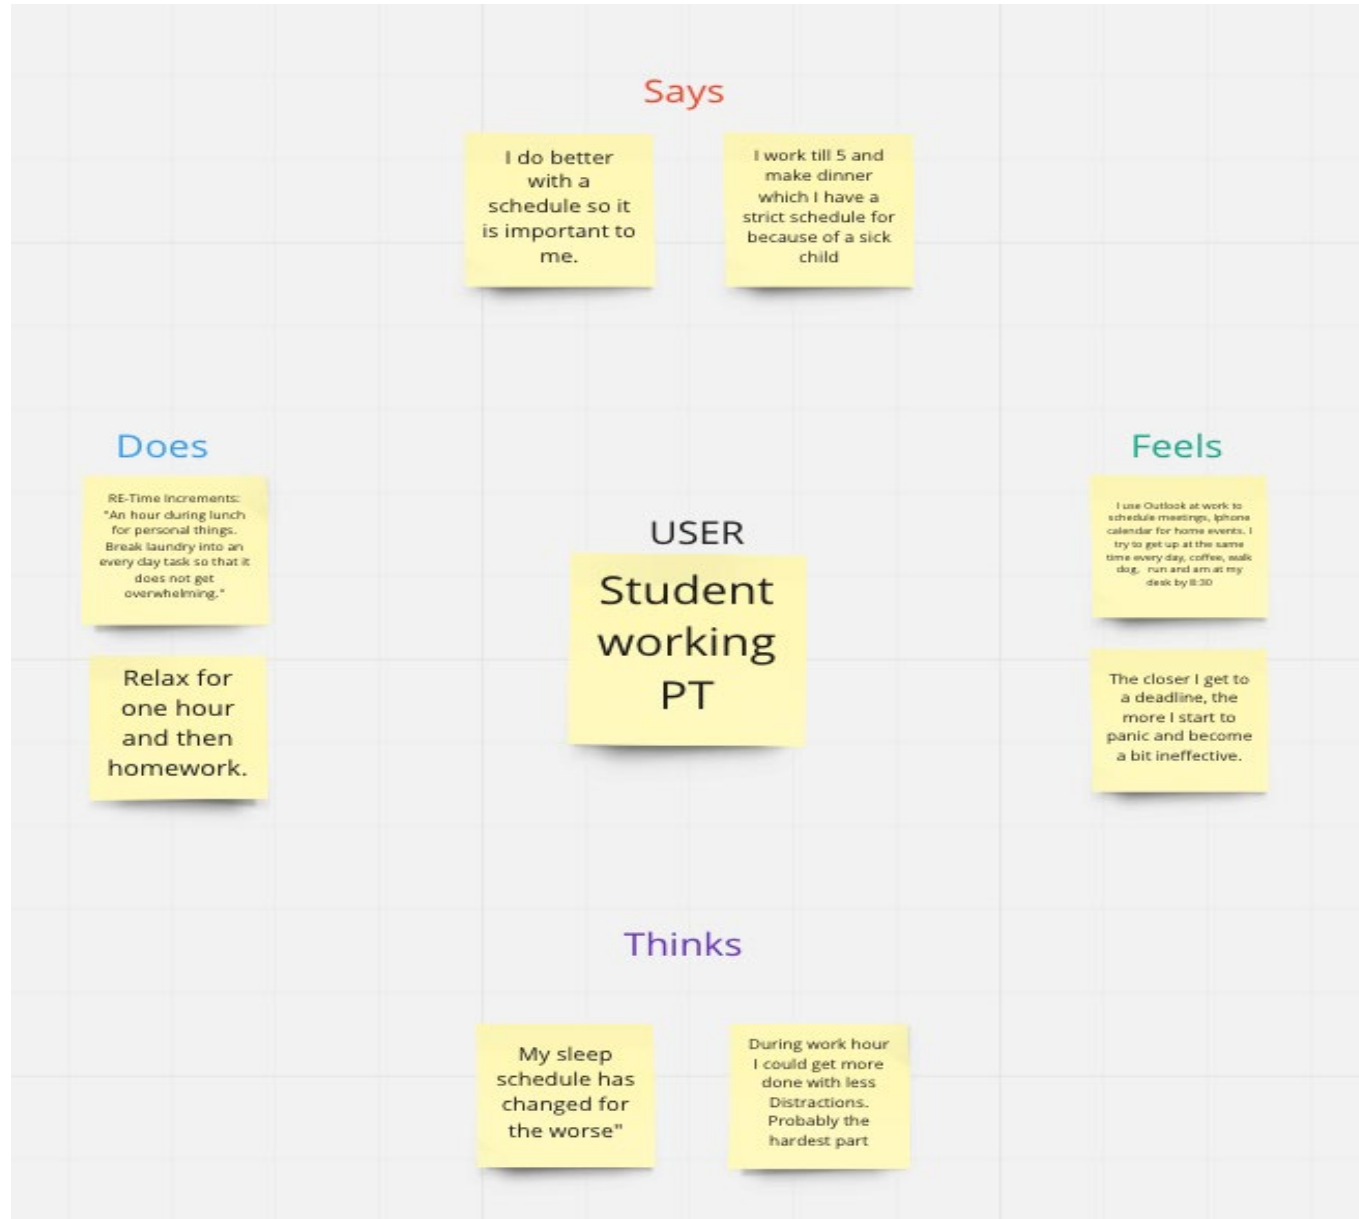 Says
I do better
with a
schedule so it
is important to
me.
I work till 5 and
make dinner
which I have a
strict schedule for
because of a sick
child
Does
RE-Time Increments:
"An hour during lunch
for personal things.
Break laundry into an
every day task so that it
does not get
overwhelming."
Relax for
one hour
and then
homework.
USER
Student
working
PT
Feels
I use Outlook at work to
schedule meetings, Iphone
calendar for home events. I
try to get up at the same
time every day, coffee, walk
dog, run and am at my
desk by 8:30
The closer I get to
a deadline, the
more I start to
panic and become
a bit ineffective.
Thinks
My sleep
schedule has
changed for
the worse"
During work hour
I could get more
done with less
Distractions.
Probably the
hardest part